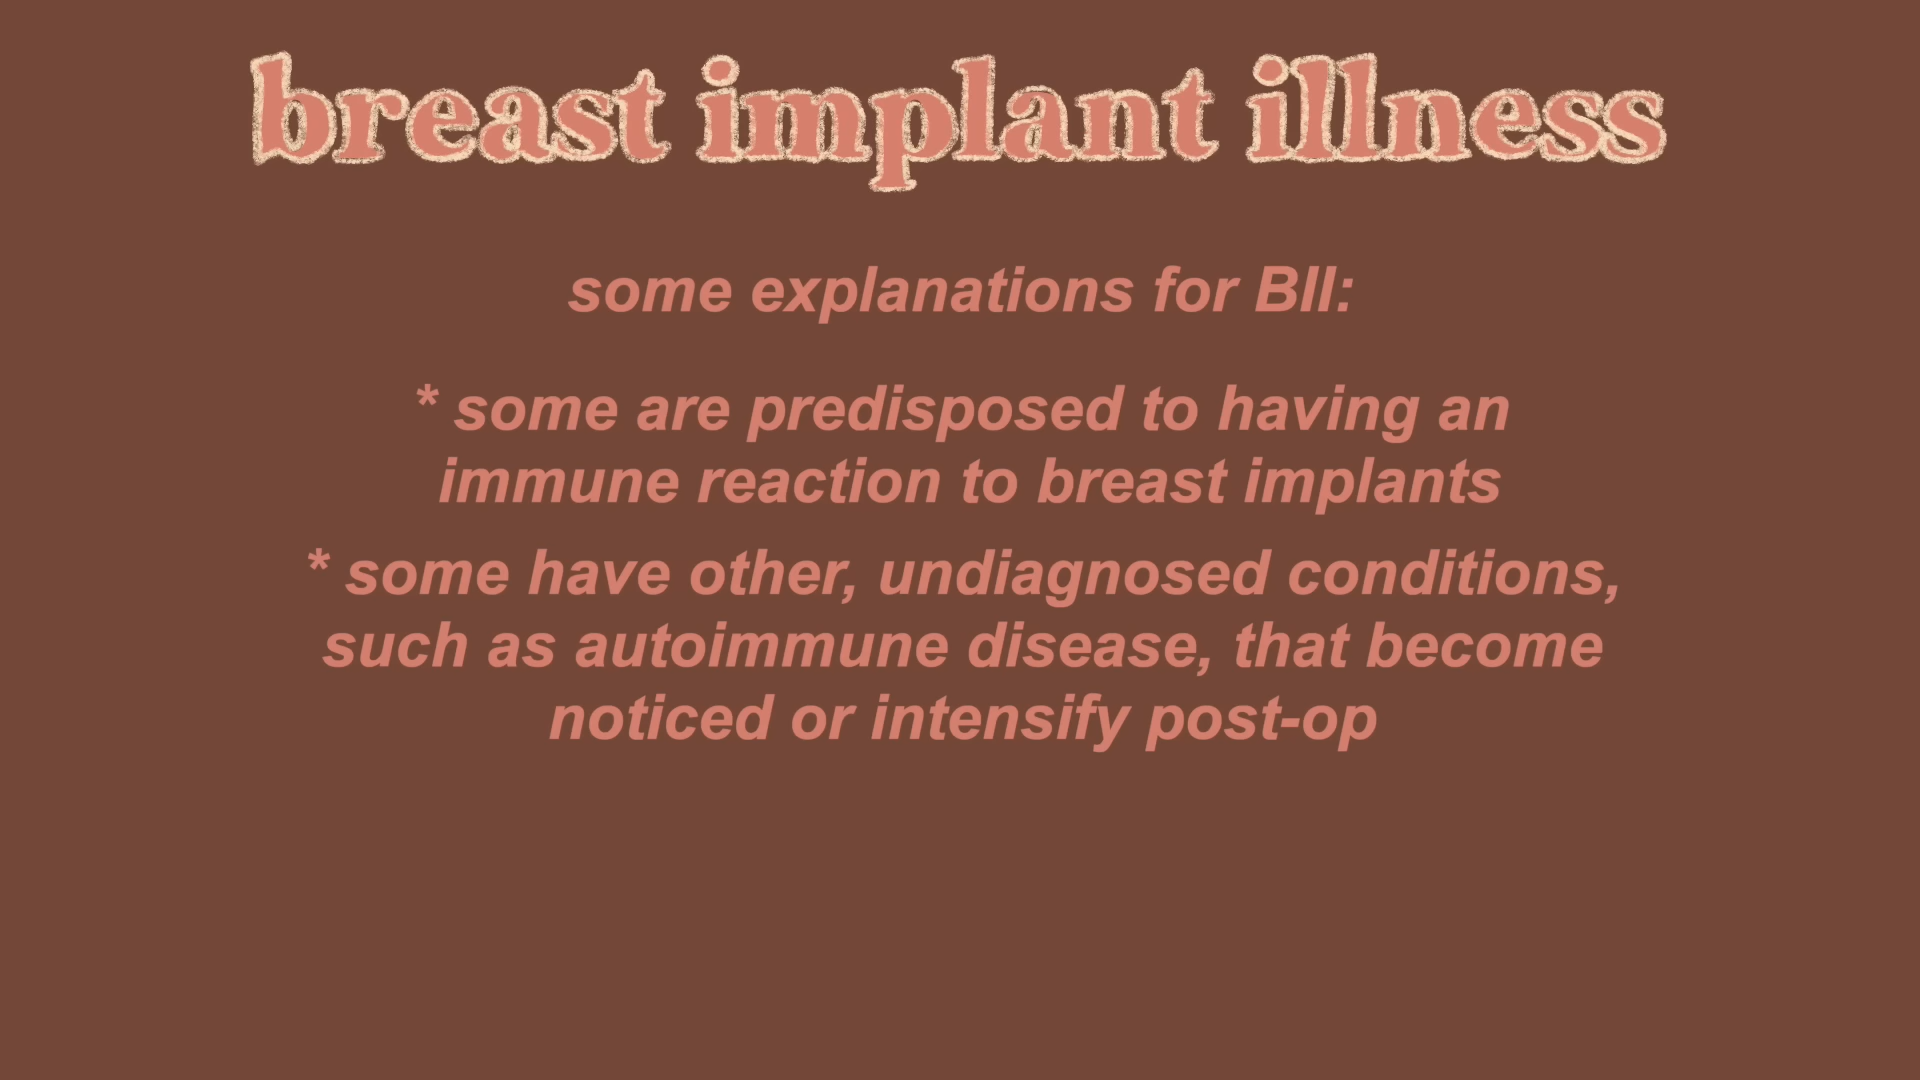 breast implant illness
some explanations for BII:
* some are predisposed to having an
immune reaction to breast implants
* some have other, undiagnosed conditions,
such as autoimmune disease, that become
noticed or intensify post-op